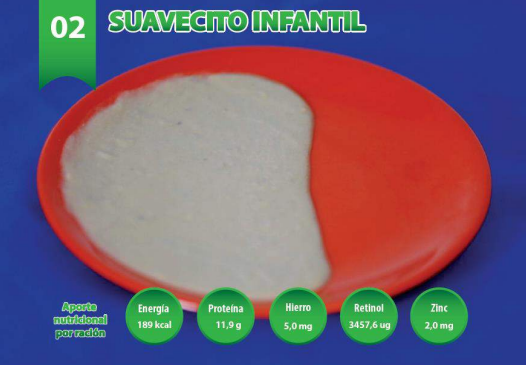 02
SUAVECITO INFANTIL
Aporte
nutricional
por ración
Energía
189 kcal
Proteína
11,9 g
Hierro
5,0 mg
Retinol
3457,6 ug
Zinc
2,0 mg